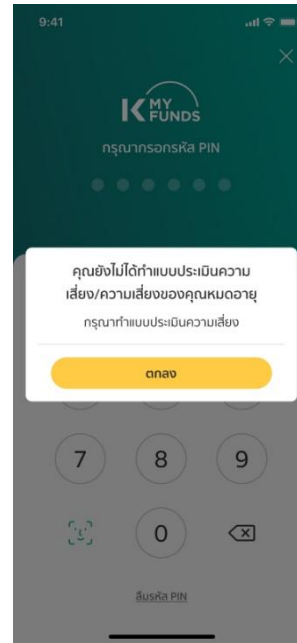 9:41
K MY
FUNDS
กรุณากรอกรหัส PIN
คุณยังไม่ได้ทำแบบประเมินความ
เสี่ยง/ความเสี่ยงของคุณหมดอายุ
กรุณาทำแบบประเมินความเสี่ยง
ตกลง
7 8 9
0
ลืมรหัส PIN